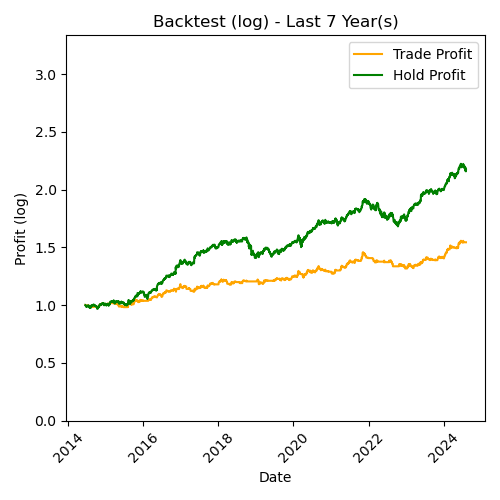 Backtest (log) - Last 7 Year(s)
Trade Profit
Hold Profit
Profit (log)
3.0
2.5
2.0
1.5
1.0
0.5
0.0
2014
2016
2018
2020
2022
2024
Date